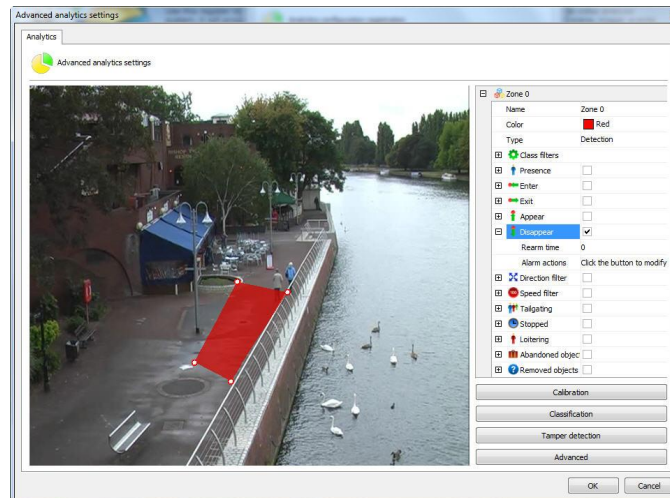 Advanced analytics settings
Analytics
Advanced analytics settings
Zone 0
Name Zone 0
Color Red
Type Detection
Class filters
Presence
Enter
Exit
Appear
Disappear
Rearm time 0
Alarm actions Click the button to modify
Direction filter
Speed filter
Tailgating
Stopped
Loitering
Abandoned objec
Removed objects
Calibration
Classification
Tamper detection
Advanced
OK Cancel